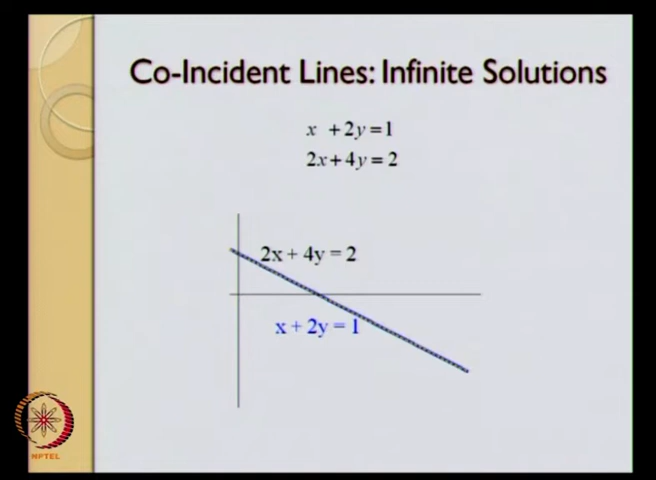 Co-Incident Lines: Infinite Solutions
x +2y=1
2x+4y=2
2x + 4y = 2
x + 2y = 1
NPTEL